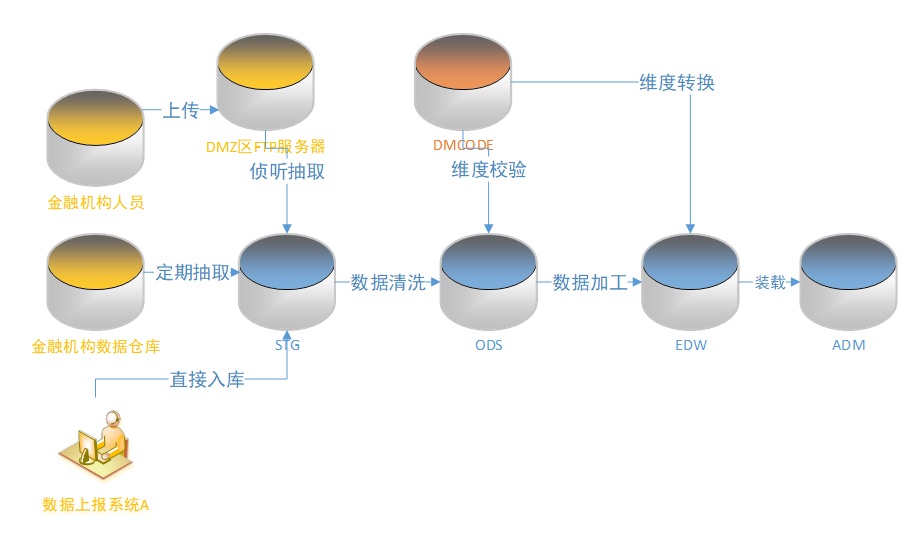 上传
DMZ区FTP服务器
DMCODE
维度转换
金融机构人员
侦听抽取
维度校验
定期抽取
数据清洗
数据加工
装载
金融机构数据仓库
STG
ODS
EDW
ADM
直接入库
数据上报系统A